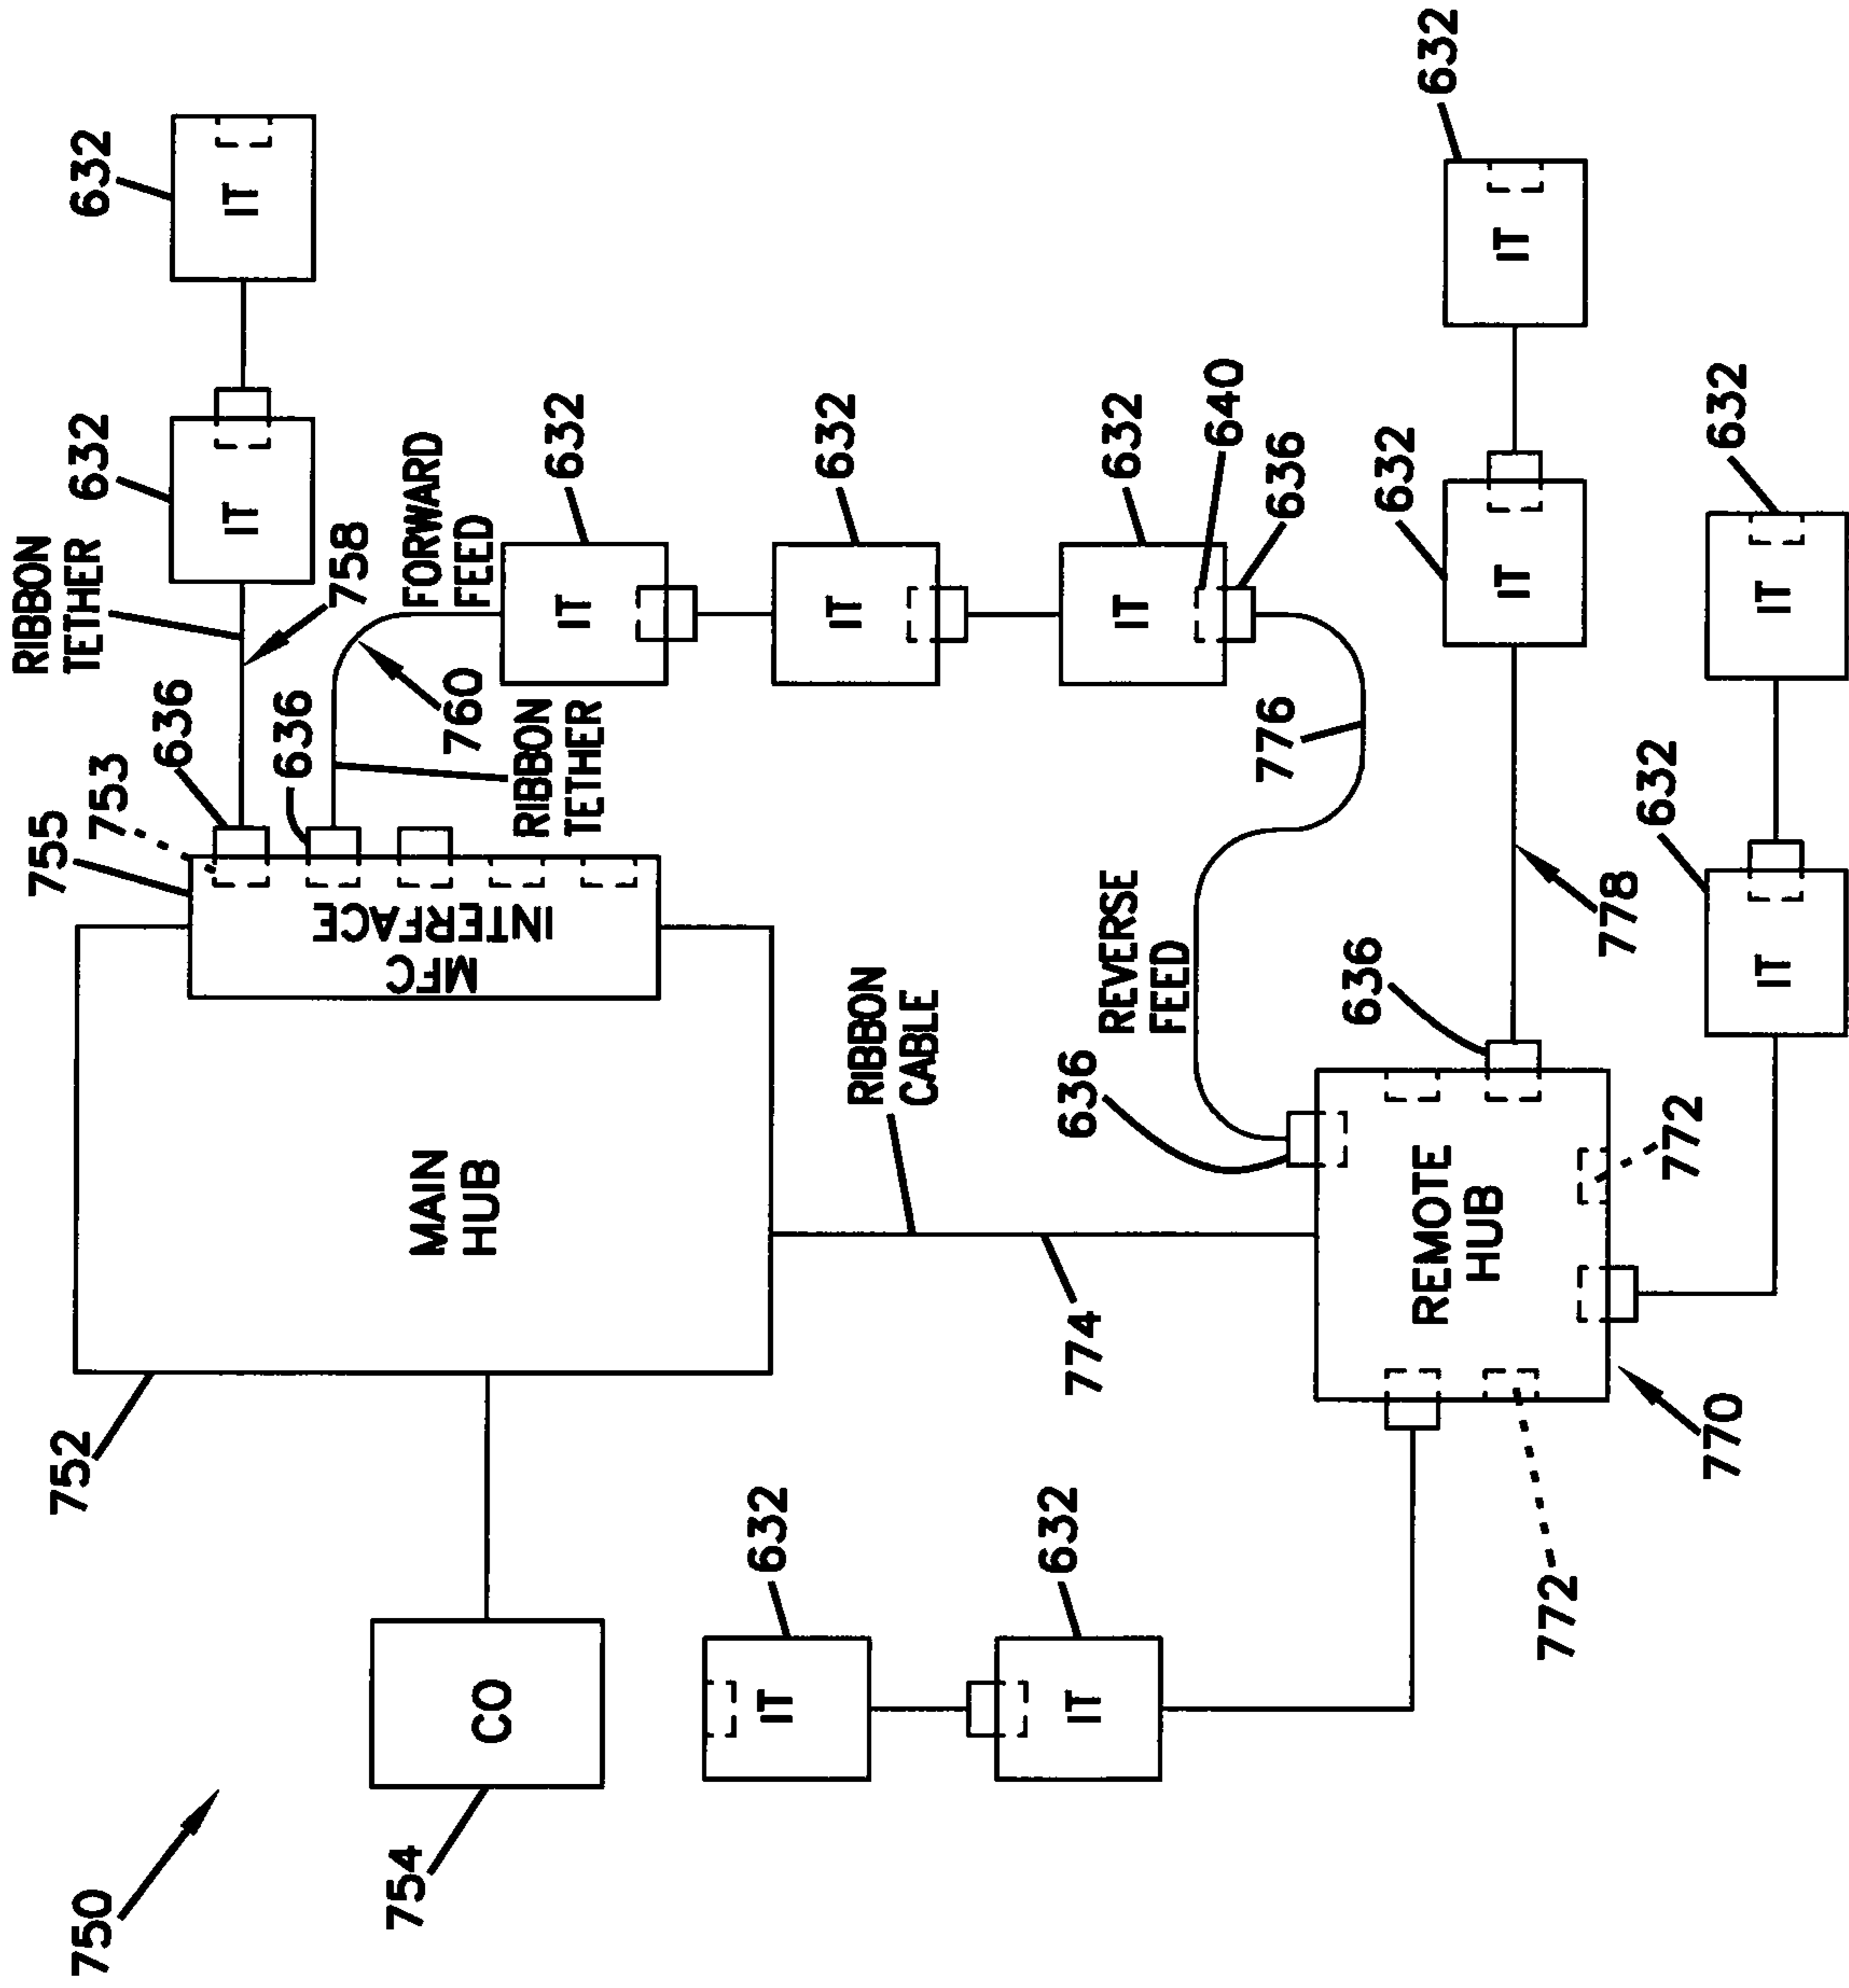 750
754
CO
752
MAIN
HUB
MFC
INTERFACE
755
753
636
636
RIBBON
TETHER
758
632
IT
632
IT
RIBBON
TETHER
760
FORWARD
FEED
632
IT
632
IT
632
IT
640
636
776
REVERSE
FEED
636
RIBBON
CABLE
774
632
IT
632
IT
REMOTE
HUB
770
772
772
636
778
632
IT
632
IT
632
IT
632
IT